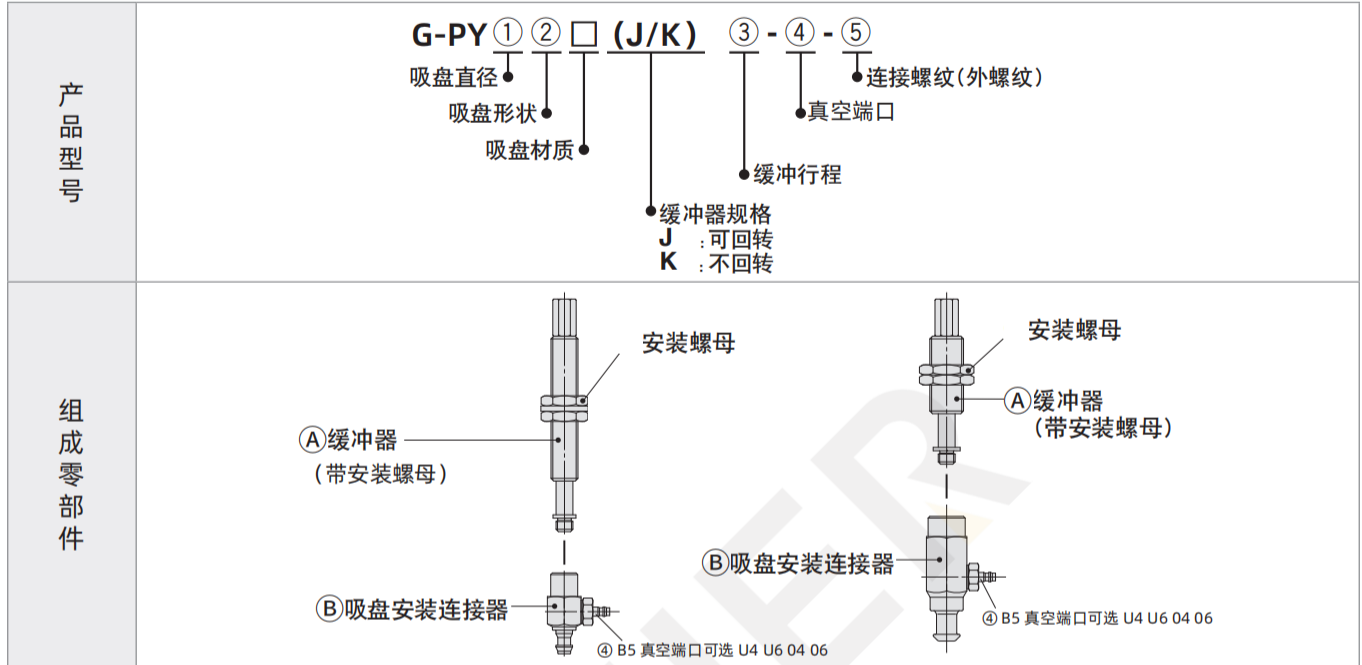 产品型号
G-PY①②□(J/K) ③-④-⑤
吸盘直径
连接螺纹(外螺纹)
吸盘形状
真空端口
吸盘材质
缓冲行程
缓冲器规格
J :可回转
K :不回转
组成零部件
安装螺母
Ⓐ缓冲器
(带安装螺母)
Ⓑ吸盘安装连接器
④ B5 真空端口可选 U4 U6 04 06
安装螺母
Ⓐ缓冲器
(带安装螺母)
Ⓑ吸盘安装连接器
④ B5 真空端口可选 U4 U6 04 06